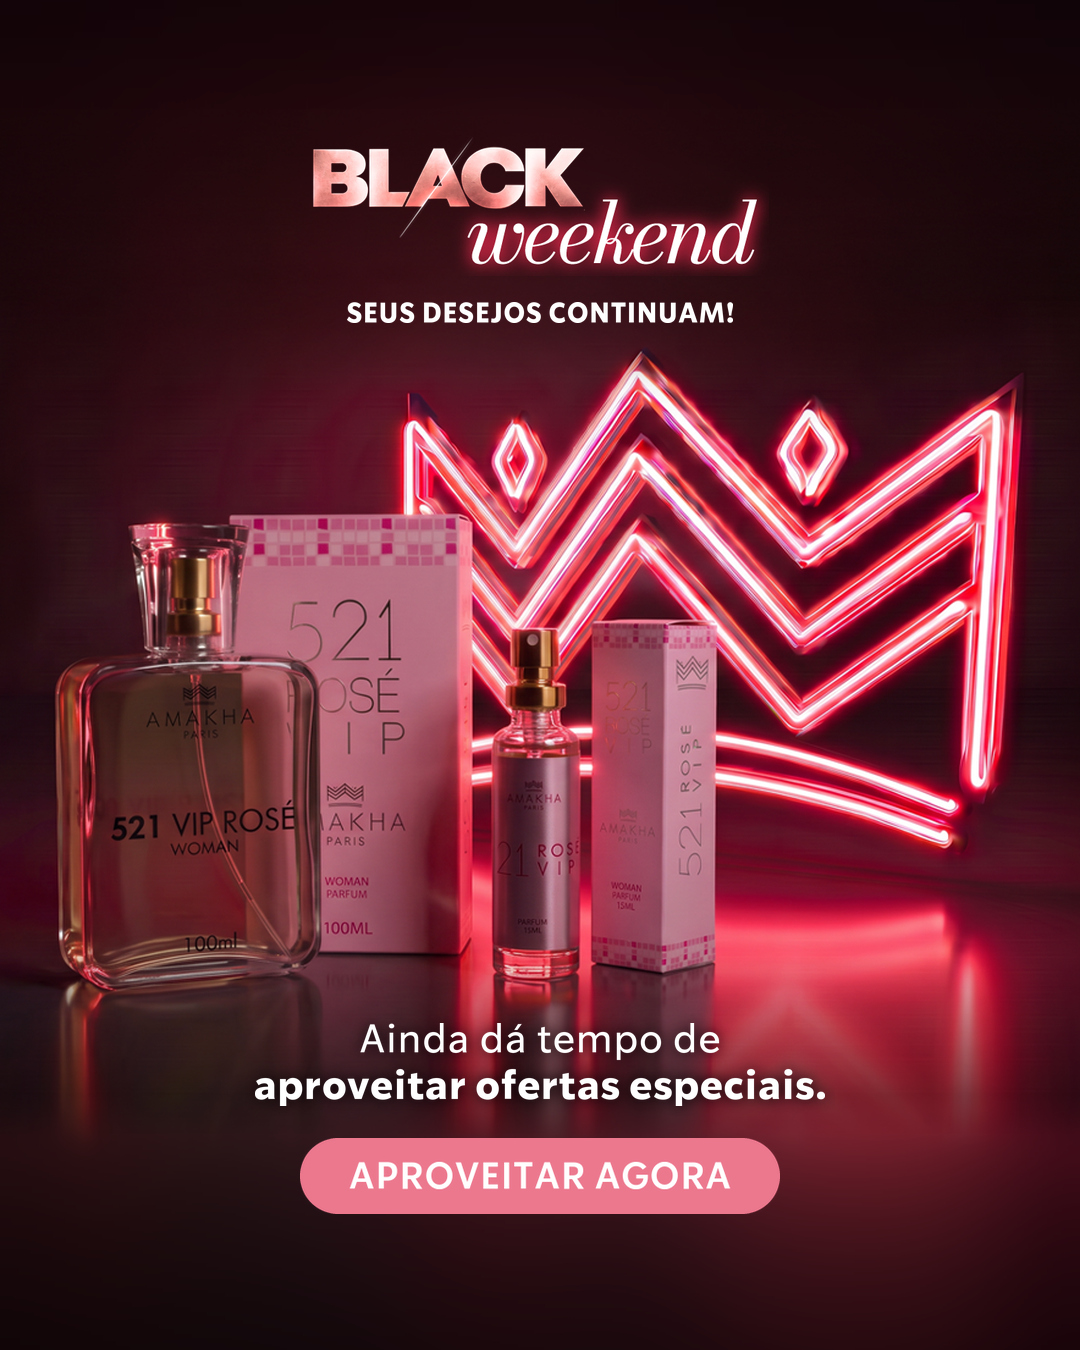 BLACK
weekend
SEUS DESEJOS CONTINUAM!
521
ROSÉ
VIP
AMAKHA
PARIS
WOMAN
PARFUM
100ML
AMAKHA
PARIS
521 VIP ROSÉ
WOMAN
100ml
AMAKHA
PARIS
21 ROSÉ
VIP
PARFUM
15ML
521
ROSÉ
VIP
AMAKHA
PARIS
WOMAN
PARFUM
15ML
521 ROSÉ
VIP
Ainda dá tempo de
aproveitar ofertas especiais.
APROVEITAR AGORA